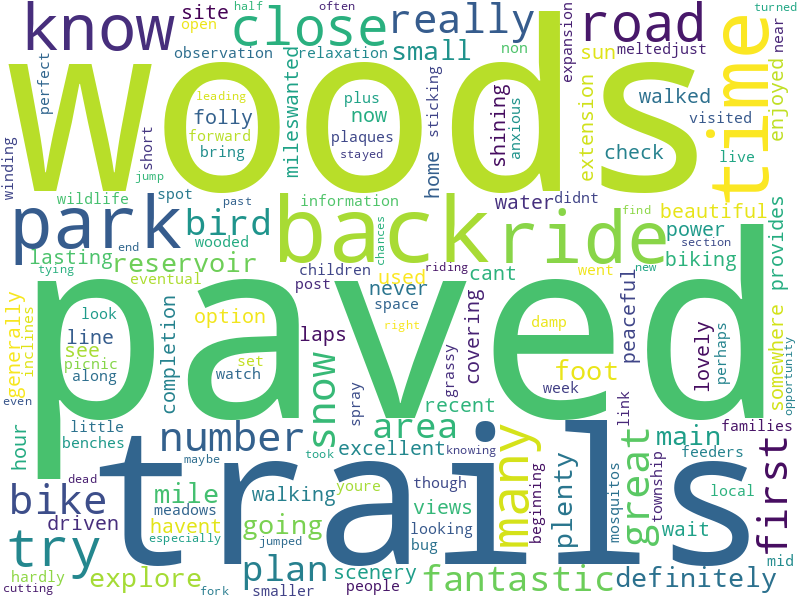 know
site
close
half
often
really
expansion
road
near
turned
open
observation
relaxation
small
non
sun
meltedjust
perfect
woods
leading
folly
forward
bring
mileswanted
plus
now
plaques
stayed
sticking
shining
anxious
extension
walked
visited
check
time
enjoyed
live
winding
short
jump
wildlife
spot
past
information
home
water
didnt
find
beautiful
park
bird
wooded
back
chances
ride
power
section
biking
provides
lasting
end
tying
reservoir
eventual
children
post
used
riding
never
space
cant
went
new
peaceful
generally
inclines
look
line
see
picnic
along
completion
option
set
watch
laps
right
paved
grassy
covering
damp
week
link
lovely
perhaps
somewhere
opportunity
even
little
benches
hour
number
maybe
snow
spray
area
took
recent
excellent
knowing
foot
many
plenty
mosquitos
great
township
main
families
feeders
first
trails
bike
dead
driven
mile
meadows
havent
especially
walking
youre
going
jumped
though
views
looking
bug
beginning
wait
local
mid
try
hardly
cutting
explore
fork
plan
smaller
scenery
people
fantastic
definitely